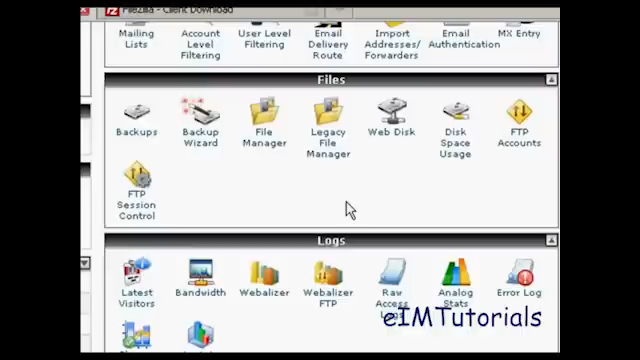 FileZilla - Client Download
Mailing Lists
Account Level Filtering
User Level Filtering
Email Delivery Route
Import Addresses/ Forwarders
Email Authentication
MX Entry
Files
Backups
Backup Wizard
File Manager
Legacy File Manager
Web Disk
Disk Space Usage
FTP Accounts
FTP Session Control
Logs
Latest Visitors
Bandwidth
Webalizer
Webalizer FTP
Raw Access Logs
Analog Stats
Error Log
eIMTutorials